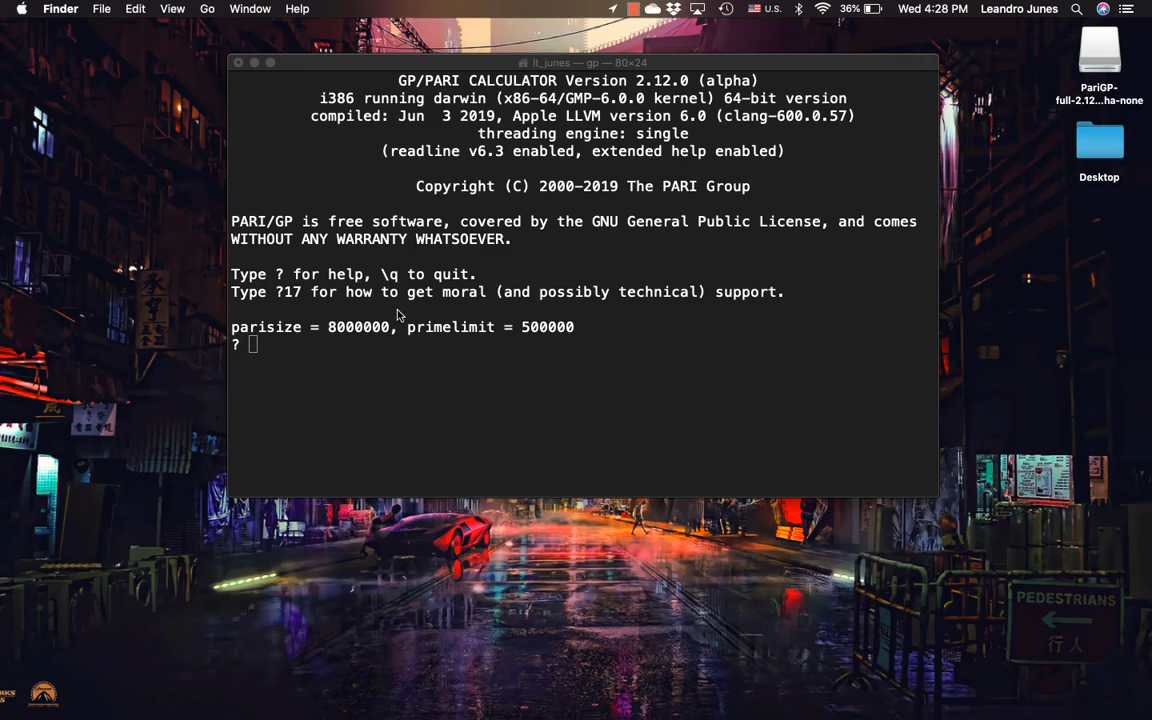 Finder File Edit View Go Window Help U.S. 36% Wed 4:28 PM Leandro Junes
lt_junes — gp — 80×24
GP/PARI CALCULATOR Version 2.12.0 (alpha)
i386 running darwin (x86-64/GMP-6.0.0 kernel) 64-bit version
compiled: Jun  3 2019, Apple LLVM version 6.0 (clang-600.0.57)
threading engine: single
(readline v6.3 enabled, extended help enabled)
Copyright (C) 2000-2019 The PARI Group
PARI/GP is free software, covered by the GNU General Public License, and comes
WITHOUT ANY WARRANTY WHATSOEVER.
Type ? for help, \q to quit.
Type ?17 for how to get moral (and possibly technical) support.
parisize = 8000000, primelimit = 500000
?
PariGP-
full-2.12...ha-none
Desktop
PEDESTRIANS
行人